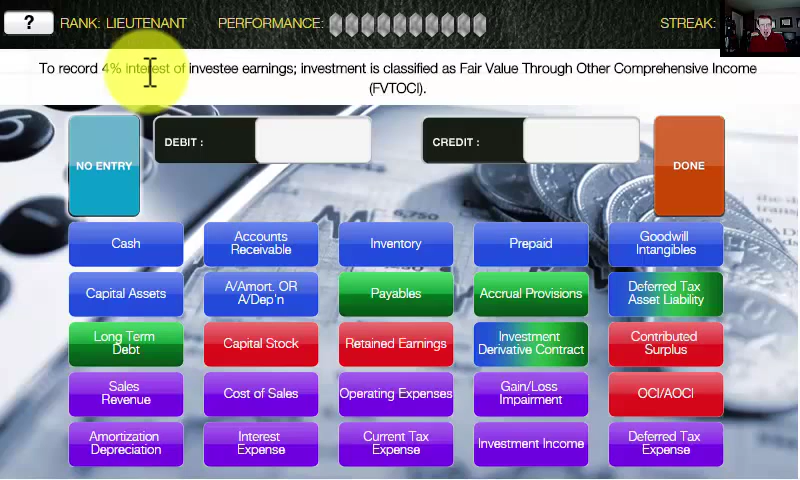 ?
RANK: LIEUTENANT
PERFORMANCE:
STREAK:
To record 4% interest of investee earnings; investment is classified as Fair Value Through Other Comprehensive Income
(FVTOCI).
NO ENTRY
DEBIT :
CREDIT :
DONE
Cash
Accounts
Receivable
Inventory
Prepaid
Goodwill
Intangibles
Capital Assets
A/Amort. OR
A/Dep'n
Payables
Accrual Provisions
Deferred Tax
Asset Liability
Long Term
Debt
Capital Stock
Retained Earnings
Investment
Derivative Contract
Contributed
Surplus
Sales
Revenue
Cost of Sales
Operating Expenses
Gain/Loss
Impairment
OCI/AOCI
Amortization
Depreciation
Interest
Expense
Current Tax
Expense
Investment Income
Deferred Tax
Expense